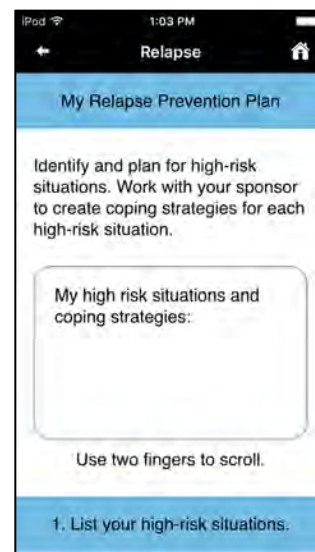 iPod 1:03 PM
Relapse
My Relapse Prevention Plan
Identify and plan for high-risk
situations. Work with your sponsor
to create coping strategies for each
high-risk situation.
My high risk situations and
coping strategies:
Use two fingers to scroll.
1. List your high-risk situations.